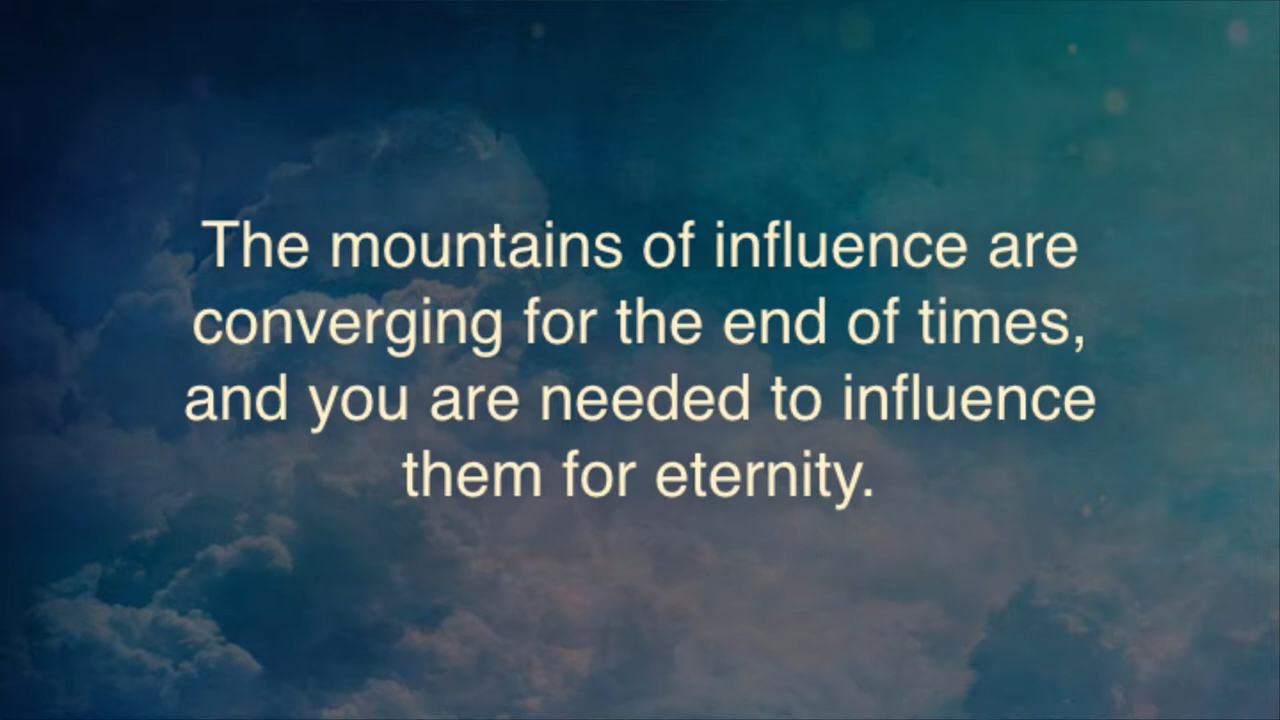 The mountains of influence are
converging for the end of times,
and you are needed to influence
them for eternity.